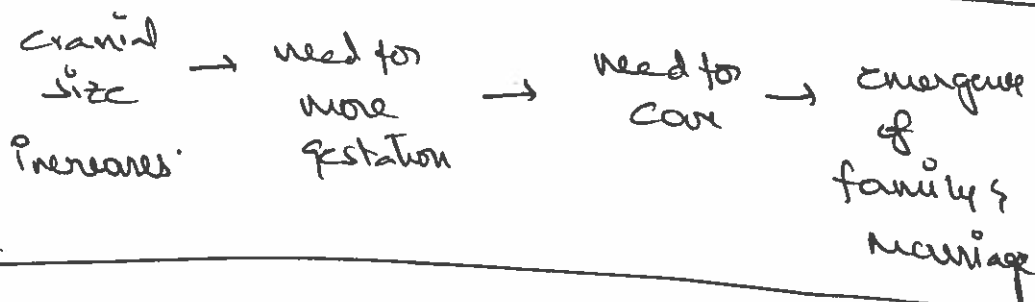 cranial size increases → need for more gestation → need for care → emergence of family & marriage